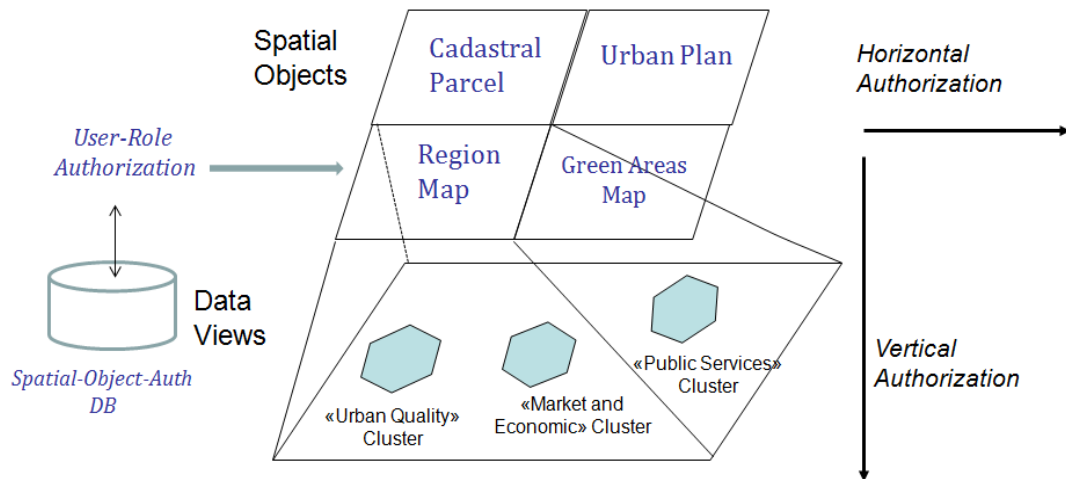 Spatial
Objects
Cadastral
Parcel
Urban Plan
Horizontal
Authorization
User-Role
Authorization
Region
Map
Green Areas
Map
Data
Views
Spatial-Object-Auth
DB
«Public Services»
Cluster
«Urban Quality»
Cluster
«Market and
Economic» Cluster
Vertical
Authorization